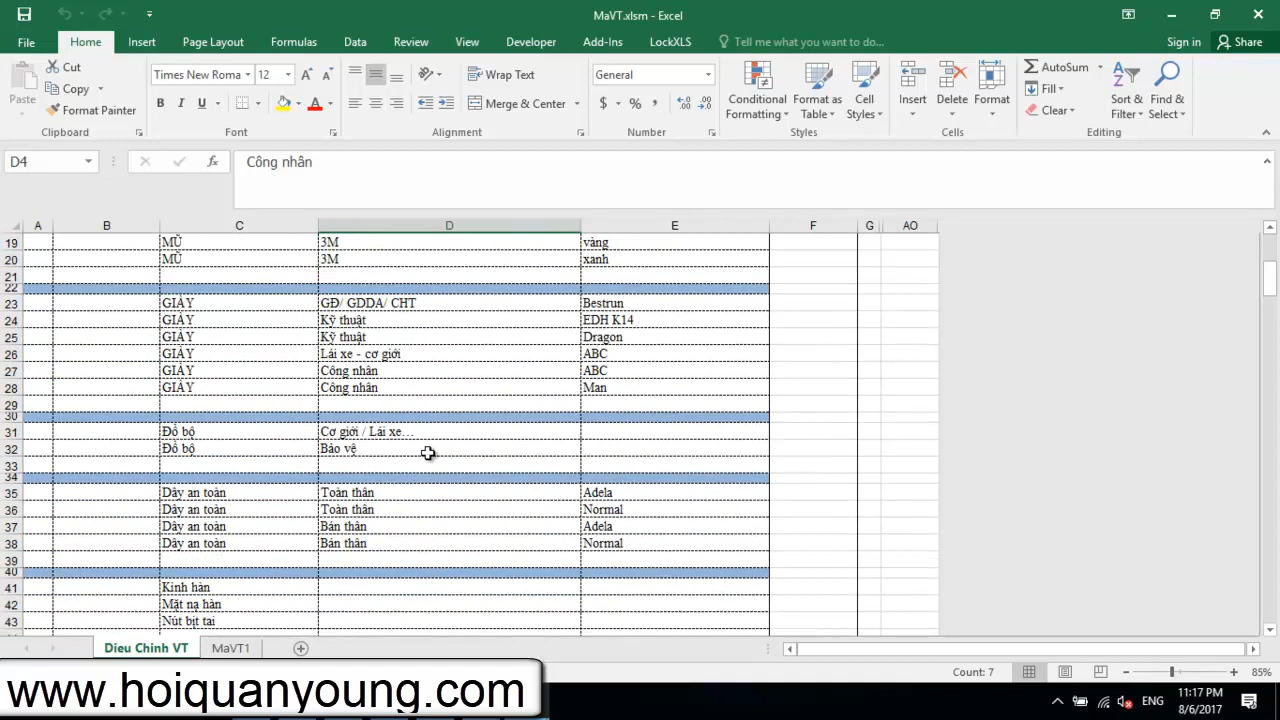 MaVT.xlsm - Excel
File Home Insert Page Layout Formulas Data Review View Developer Add-Ins LockXLS Tell me what you want to do... Sign in Share
Paste Cut Copy Format Painter Clipboard
Times New Roma 12 B I U Font
Wrap Text Merge & Center Alignment
General $ % , Number
Conditional Formatting Format as Table Cell Styles Styles
Insert Delete Format Cells
AutoSum Fill Clear Sort & Filter Find & Select Editing
D4 fx Công nhân
A B C D E F G AO
19 MŨ 3M vàng
20 MŨ 3M xanh
21
22
23 GIÀY GĐ/ GDDA/ CHT Bestrun
24 GIÀY Kỹ thuật EDH K14
25 GIÀY Kỹ thuật Dragon
26 GIÀY Lái xe - cơ giới ABC
27 GIÀY Công nhân ABC
28 GIÀY Công nhân Man
29
30
31 Đồ bộ Cơ giới / Lái xe…
32 Đồ bộ Bảo vệ
33
34
35 Dây an toàn Toàn thân Adela
36 Dây an toàn Toàn thân Normal
37 Dây an toàn Bán thân Adela
38 Dây an toàn Bán thân Normal
39
40
41 Kính hàn
42 Mặt nạ hàn
43 Nút bịt tai
Dieu Chinh VT MaVT1
Count: 7 85%
www.hoiquanyoung.com
ENG 11:17 PM
8/6/2017